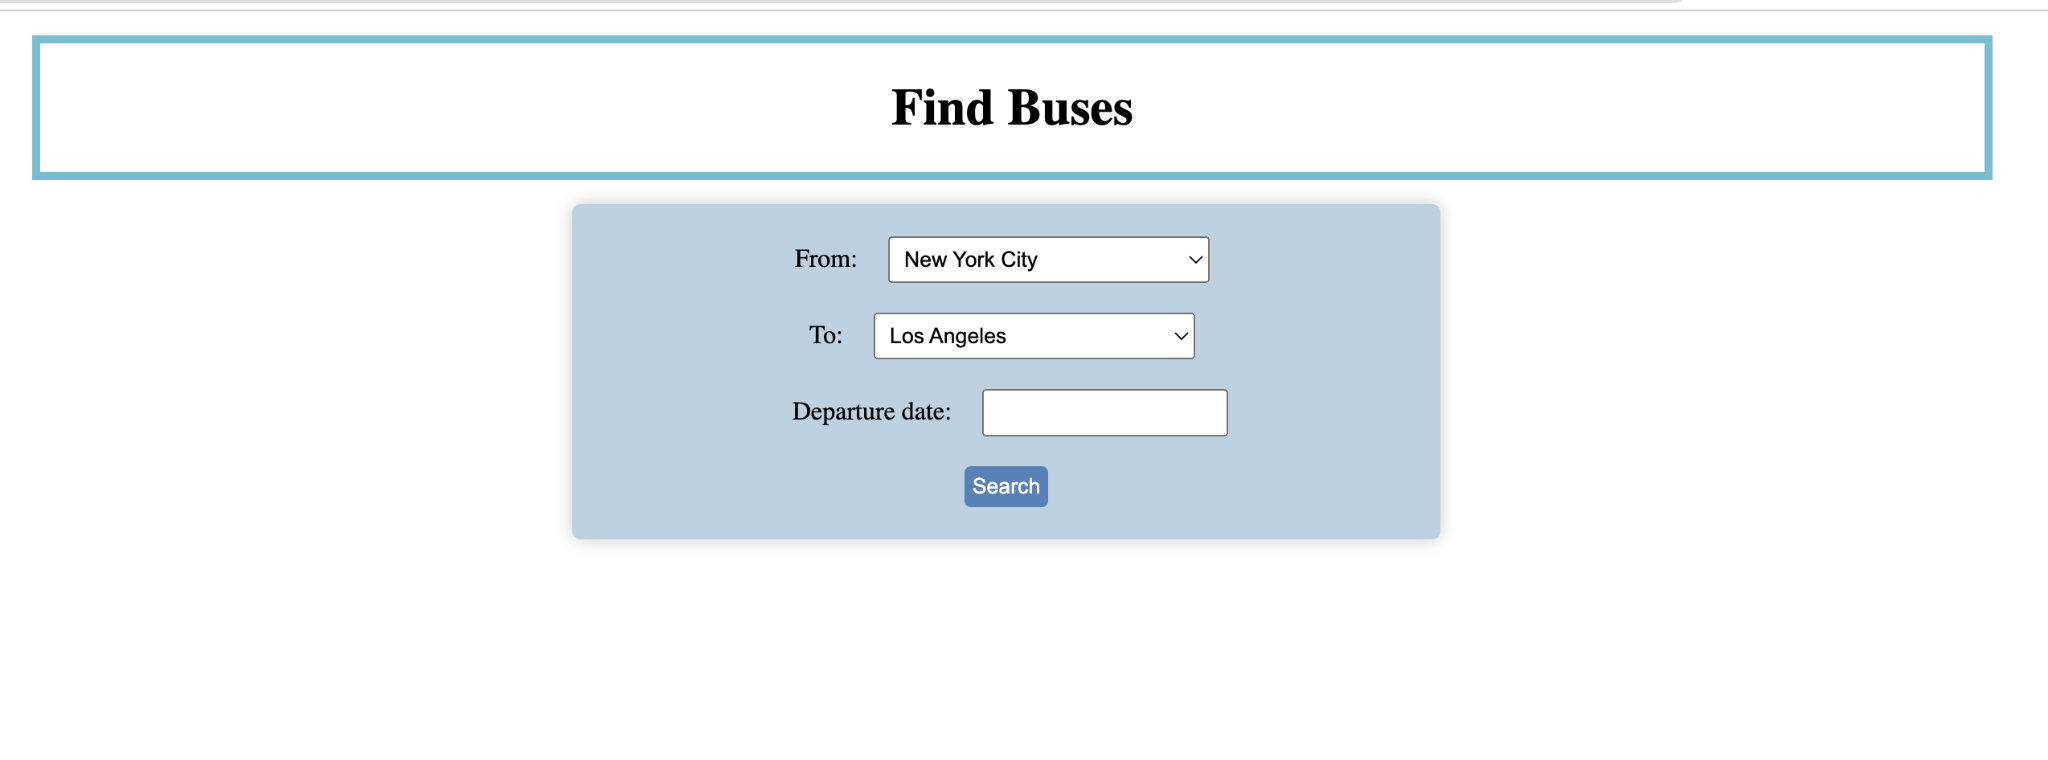 Find Buses
From: New York City
To: Los Angeles
Departure date:
Search